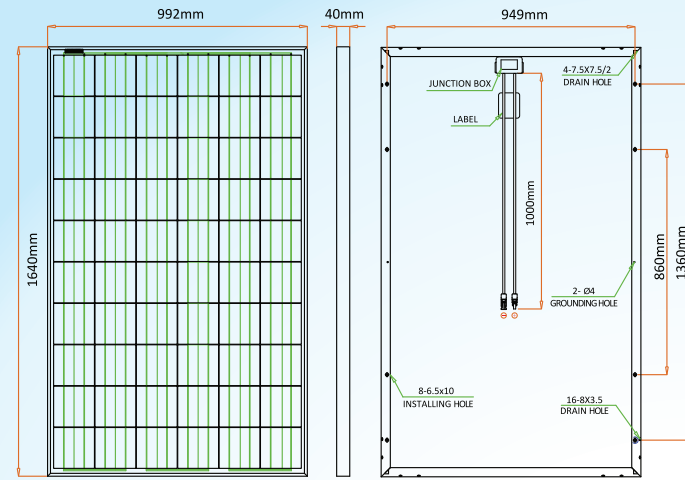 992mm
40mm
949mm
1640mm
JUNCTION BOX
4-7.5X7.5/2
DRAIN HOLE
LABEL
1000mm
860mm
1360mm
2- Ø4
GROUNDING HOLE
8-6.5x10
INSTALLING HOLE
16-8X3.5
DRAIN HOLE